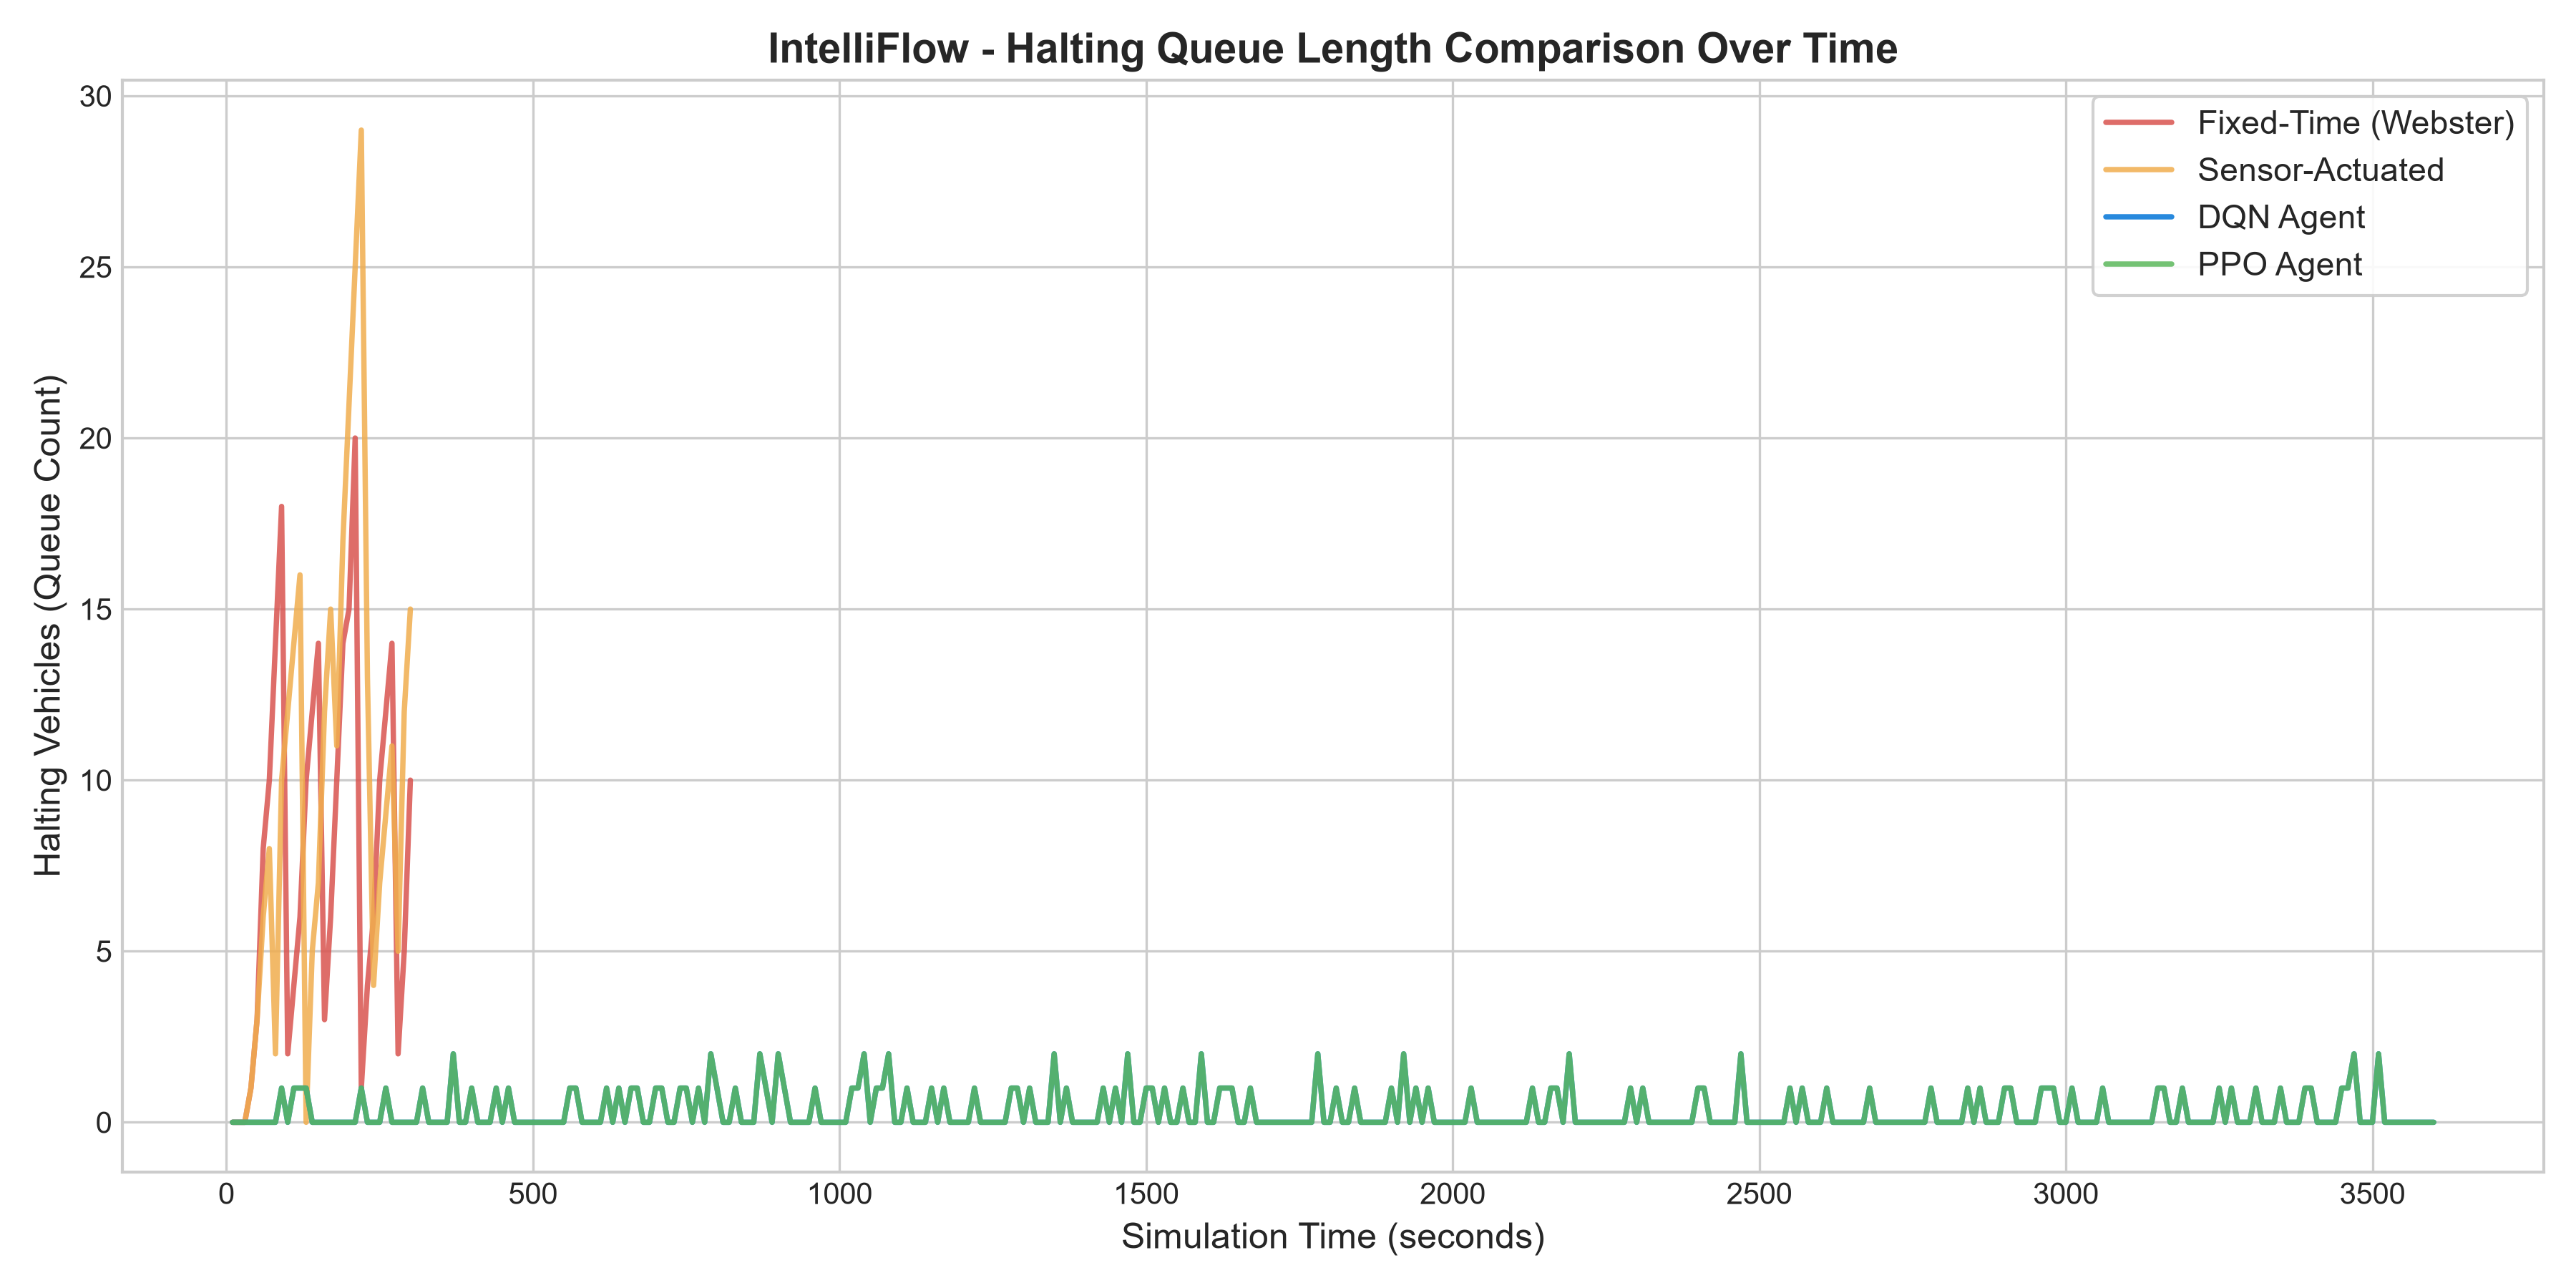 IntelliFlow - Halting Queue Length Comparison Over Time
30
25
20
15
10
5
0
Halting Vehicles (Queue Count)
Fixed-Time (Webster)
Sensor-Actuated
DQN Agent
PPO Agent
0 500 1000 1500 2000 2500 3000 3500
Simulation Time (seconds)